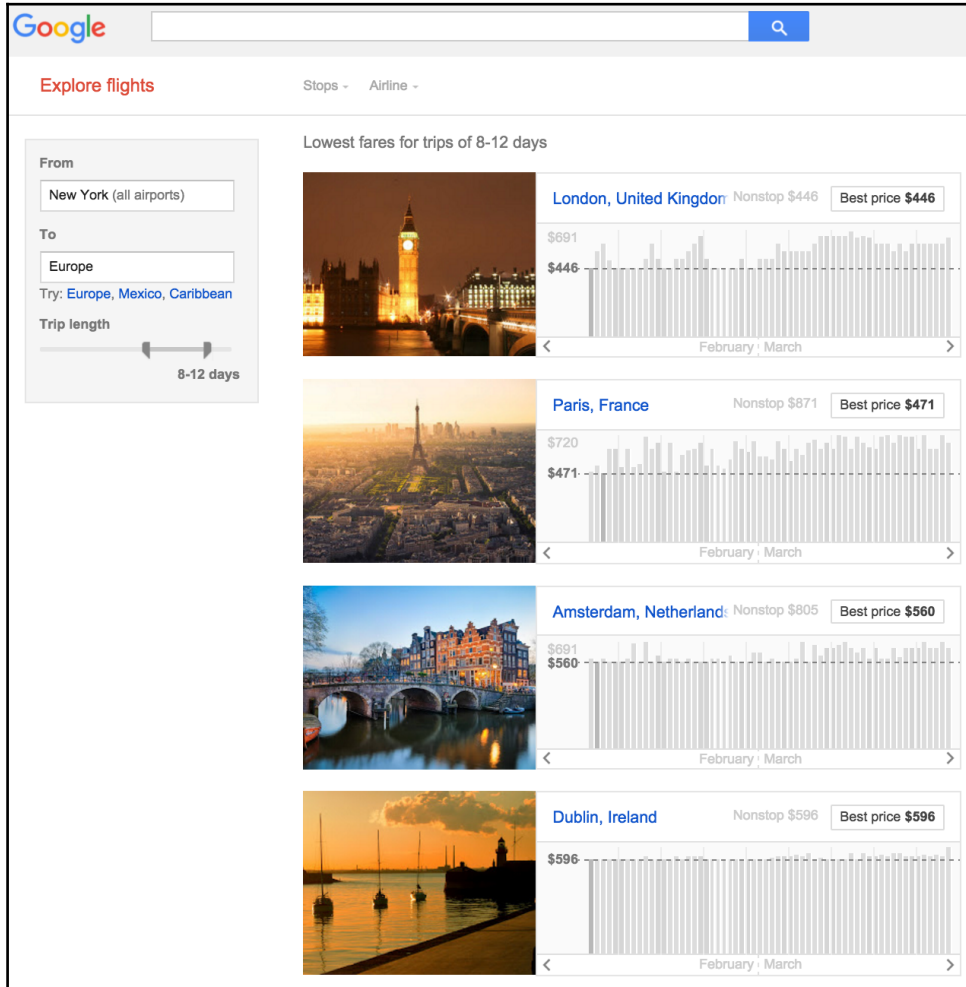 Google
Explore flights
Stops
Airline
From
New York (all airports)
To
Europe
Try: Europe, Mexico, Caribbean
Trip length
8-12 days
Lowest fares for trips of 8-12 days
London, United Kingdom Nonstop $446 Best price $446
$691
$446
February March
Paris, France Nonstop $871 Best price $471
$720
$471
February March
Amsterdam, Netherlands Nonstop $805 Best price $560
$691
$560
February March
Dublin, Ireland Nonstop $596 Best price $596
$596
February March